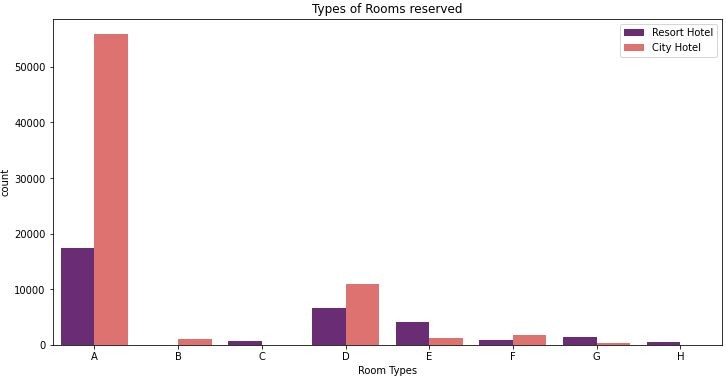 Types of Rooms reserved
Resort Hotel
City Hotel
count
50000
40000
30000
20000
10000
0
A B C D E F G H
Room Types